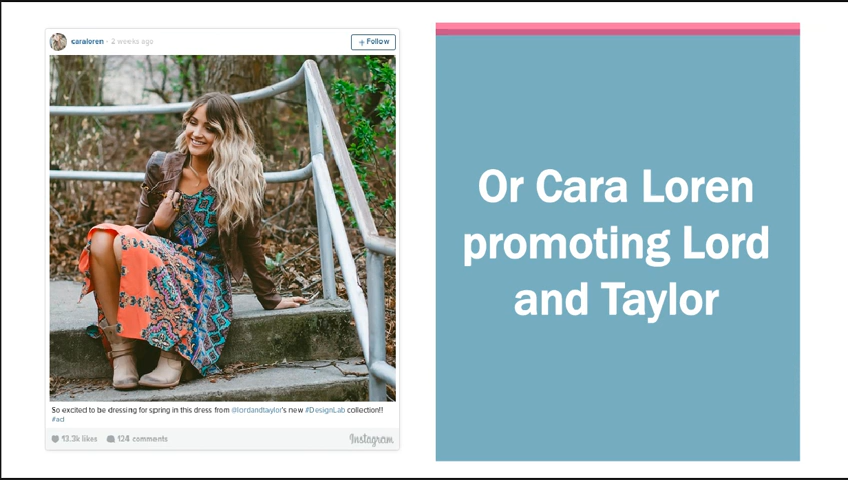 caraloren • 2 weeks ago
+ Follow
So excited to be dressing for spring in this dress from @lordandtaylor's new #DesignLab collection!!
#ad
13.3k likes 124 comments
Instagram
Or Cara Loren
promoting Lord
and Taylor